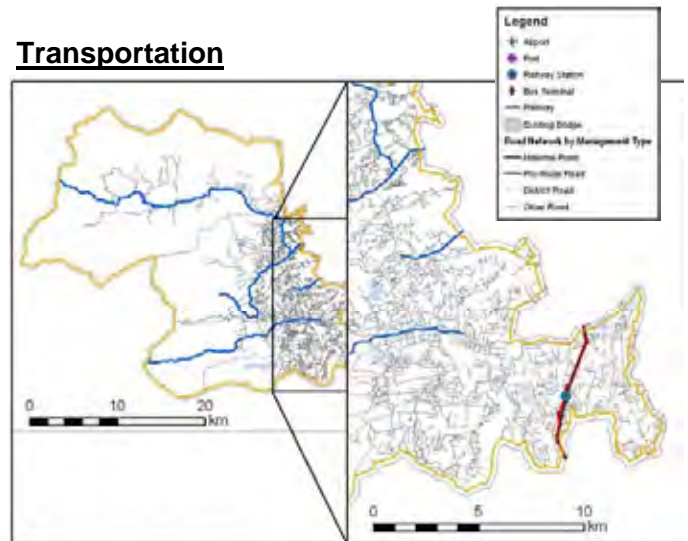 Transportation
Legend
Airport
Port
Railway Station
Bus Terminal
Railway
Existing Bridge
Road Network by Management Type
National Road
Provincial Road
District Road
Other Road
0 10 20
km
0 5 10
km